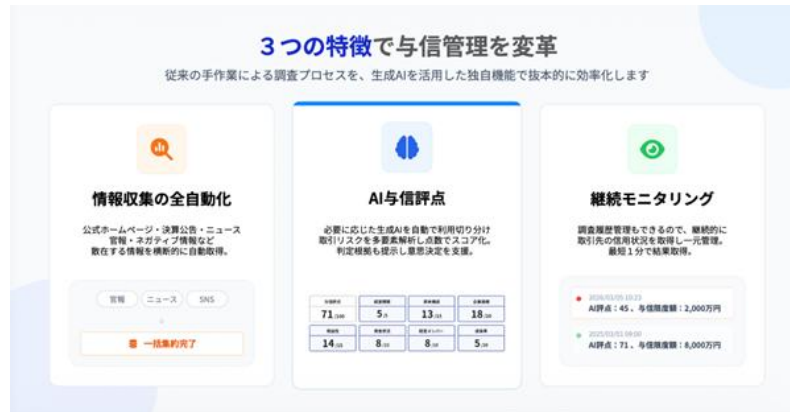 ３つの特徴で与信管理を変革
従来の手作業による調査プロセスを、生成AIを活用した独自機能で抜本的に効率化します
情報収集の全自動化
公式ホームページ・決算公告・ニュース
官報・ネガティブ情報など
散在する情報を横断的に自動取得。
官報
ニュース
SNS
一括集約完了
AI与信評点
必要に応じた生成AIを自動で利用切り分け
取引リスクを多要素解析し点数でスコア化。
判定根拠も提示し意思決定を支援。
与信評点
71 /100
5
13
18
14
8
8
5
継続モニタリング
調査履歴管理もできるので、継続的に
取引先の信用状況を取得し一元管理。
最短１分で結果取得。
AI評点：45 、与信限度額：2,000万円
AI評点：71 、与信限度額：8,000万円